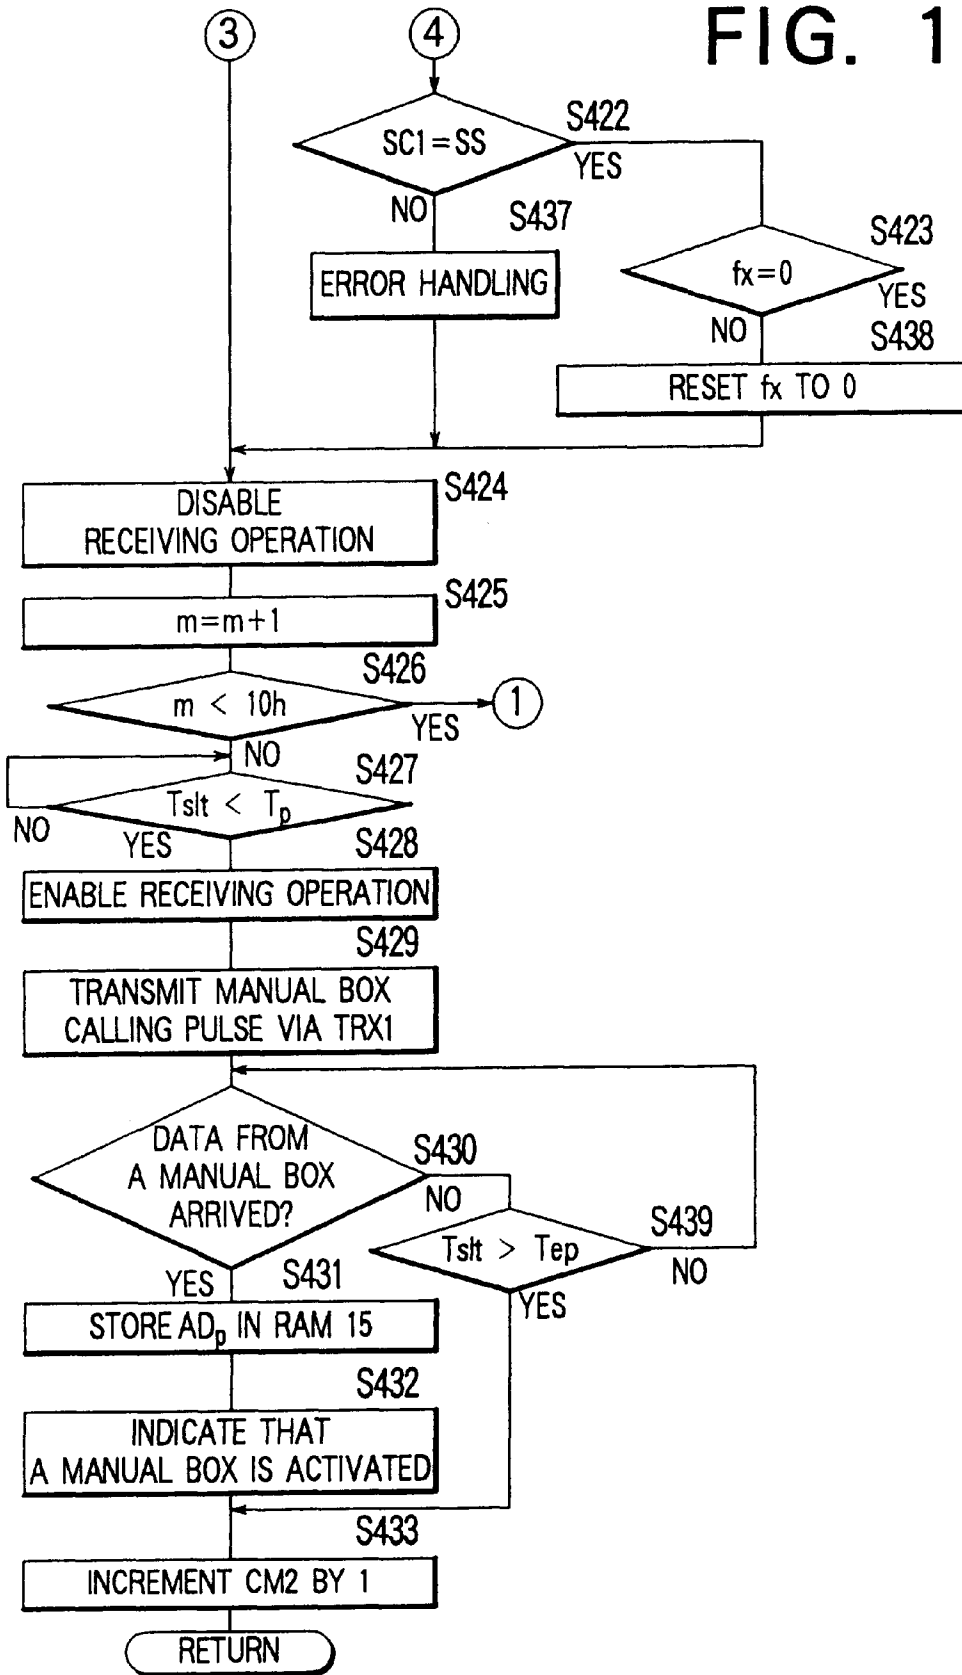 FIG. 1
3
4
SC1=SS
S422
YES
NO
S437
ERROR HANDLING
S423
fx=0
YES
NO
S438
RESET fx TO 0
DISABLE
RECEIVING OPERATION
S424
m=m+1
S425
m < 10h
S426
YES
1
NO
Tslt < Tp
S427
NO
YES
S428
ENABLE RECEIVING OPERATION
S429
TRANSMIT MANUAL BOX
CALLING PULSE VIA TRX1
DATA FROM
A MANUAL BOX
ARRIVED?
S430
NO
Tslt > Tep
S439
NO
YES
YES
S431
STORE ADp IN RAM 15
S432
INDICATE THAT
A MANUAL BOX IS ACTIVATED
S433
INCREMENT CM2 BY 1
RETURN